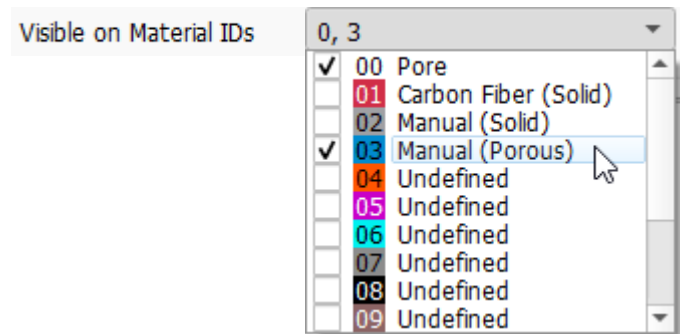 Visible on Material IDs 0, 3
00 Pore
01 Carbon Fiber (Solid)
02 Manual (Solid)
03 Manual (Porous)
04 Undefined
05 Undefined
06 Undefined
07 Undefined
08 Undefined
09 Undefined